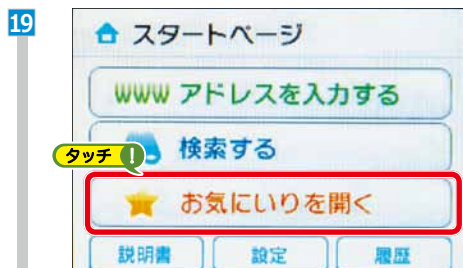 19
スタートページ
WWW アドレスを入力する
検索する
タッチ!
お気にいりを開く
説明書 設定 履歴